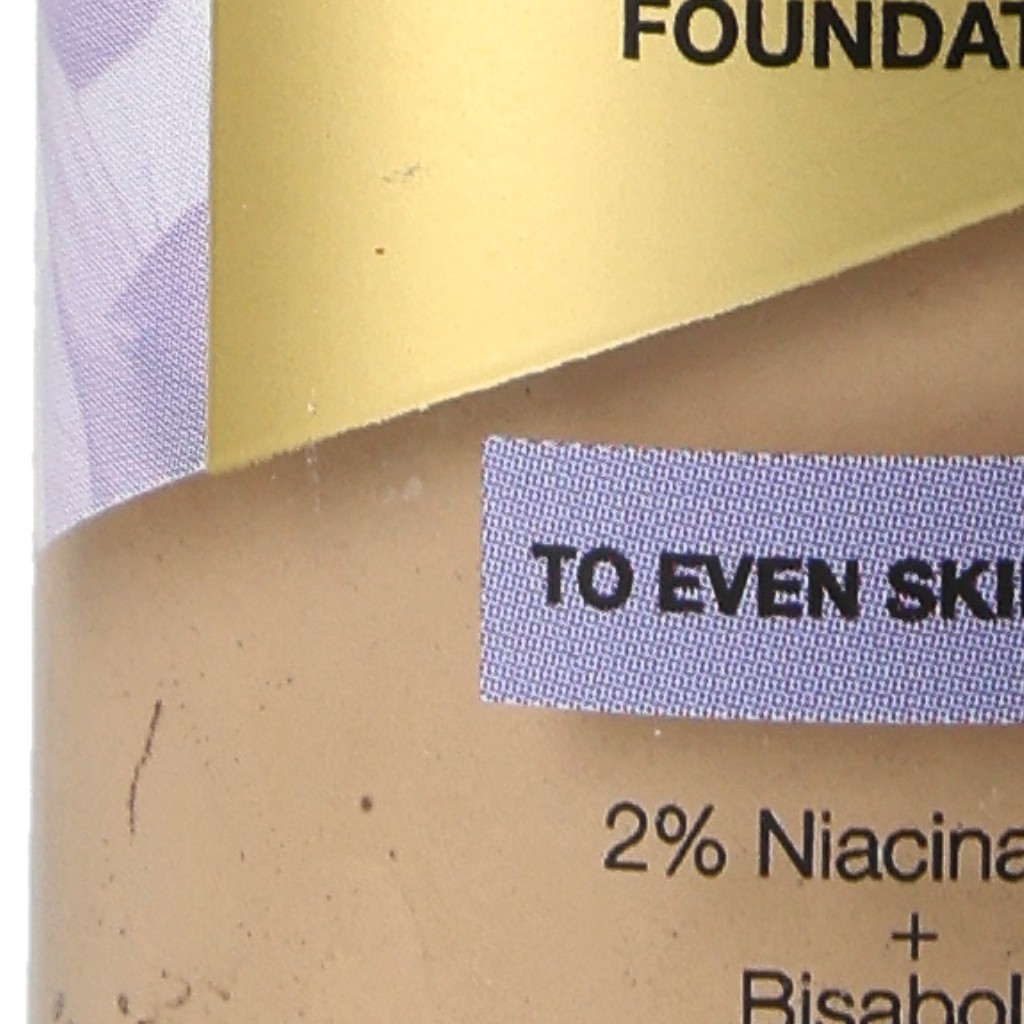 FOUNDAT
TO EVEN SKI
2% Niacina
+
Bisabol